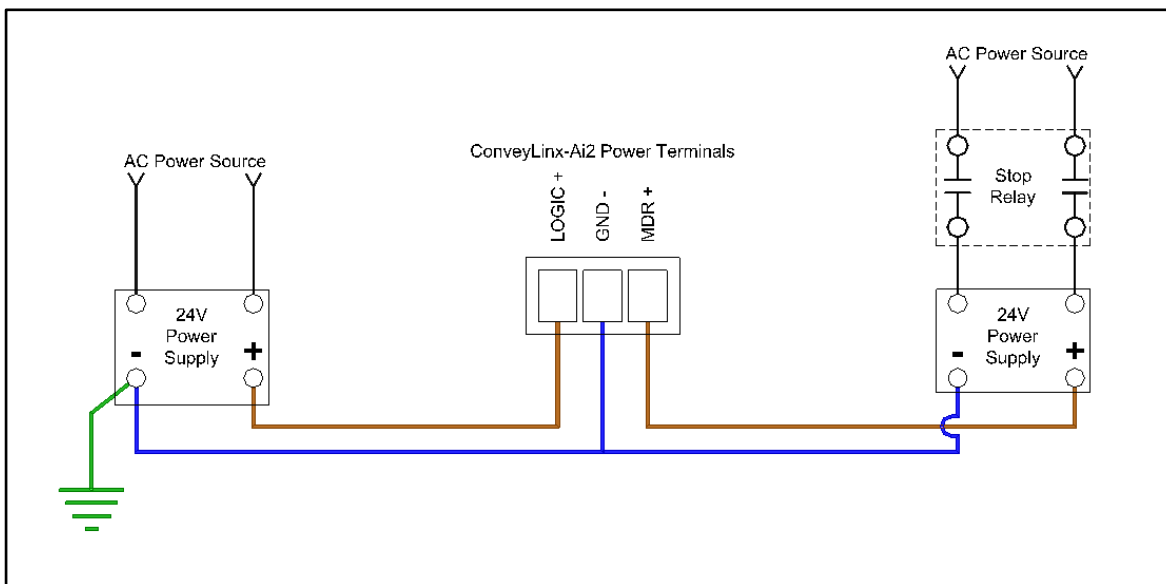 AC Power Source
ConveyLinx-Ai2 Power Terminals
AC Power Source
LOGIC +
GND -
MDR +
Stop
Relay
24V
Power
Supply
-
+
24V
Power
Supply
-
+